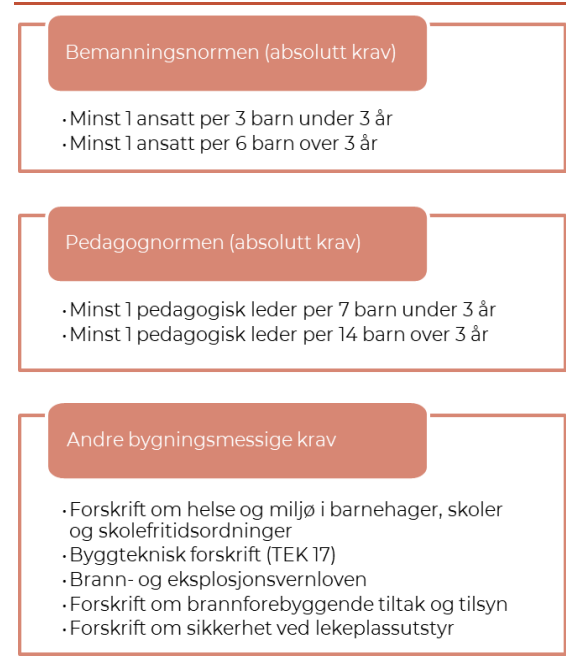 Bemanningsnormen (absolutt krav)
·Minst 1 ansatt per 3 barn under 3 år
·Minst 1 ansatt per 6 barn over 3 år
Pedagognormen (absolutt krav)
·Minst 1 pedagogisk leder per 7 barn under 3 år
·Minst 1 pedagogisk leder per 14 barn over 3 år
Andre bygningsmessige krav
·Forskrift om helse og miljø i barnehager, skoler
og skolefritidsordninger
·Byggteknisk forskrift (TEK 17)
·Brann- og eksplosjonsvernloven
·Forskrift om brannforebyggende tiltak og tilsyn
·Forskrift om sikkerhet ved lekeplassutstyr